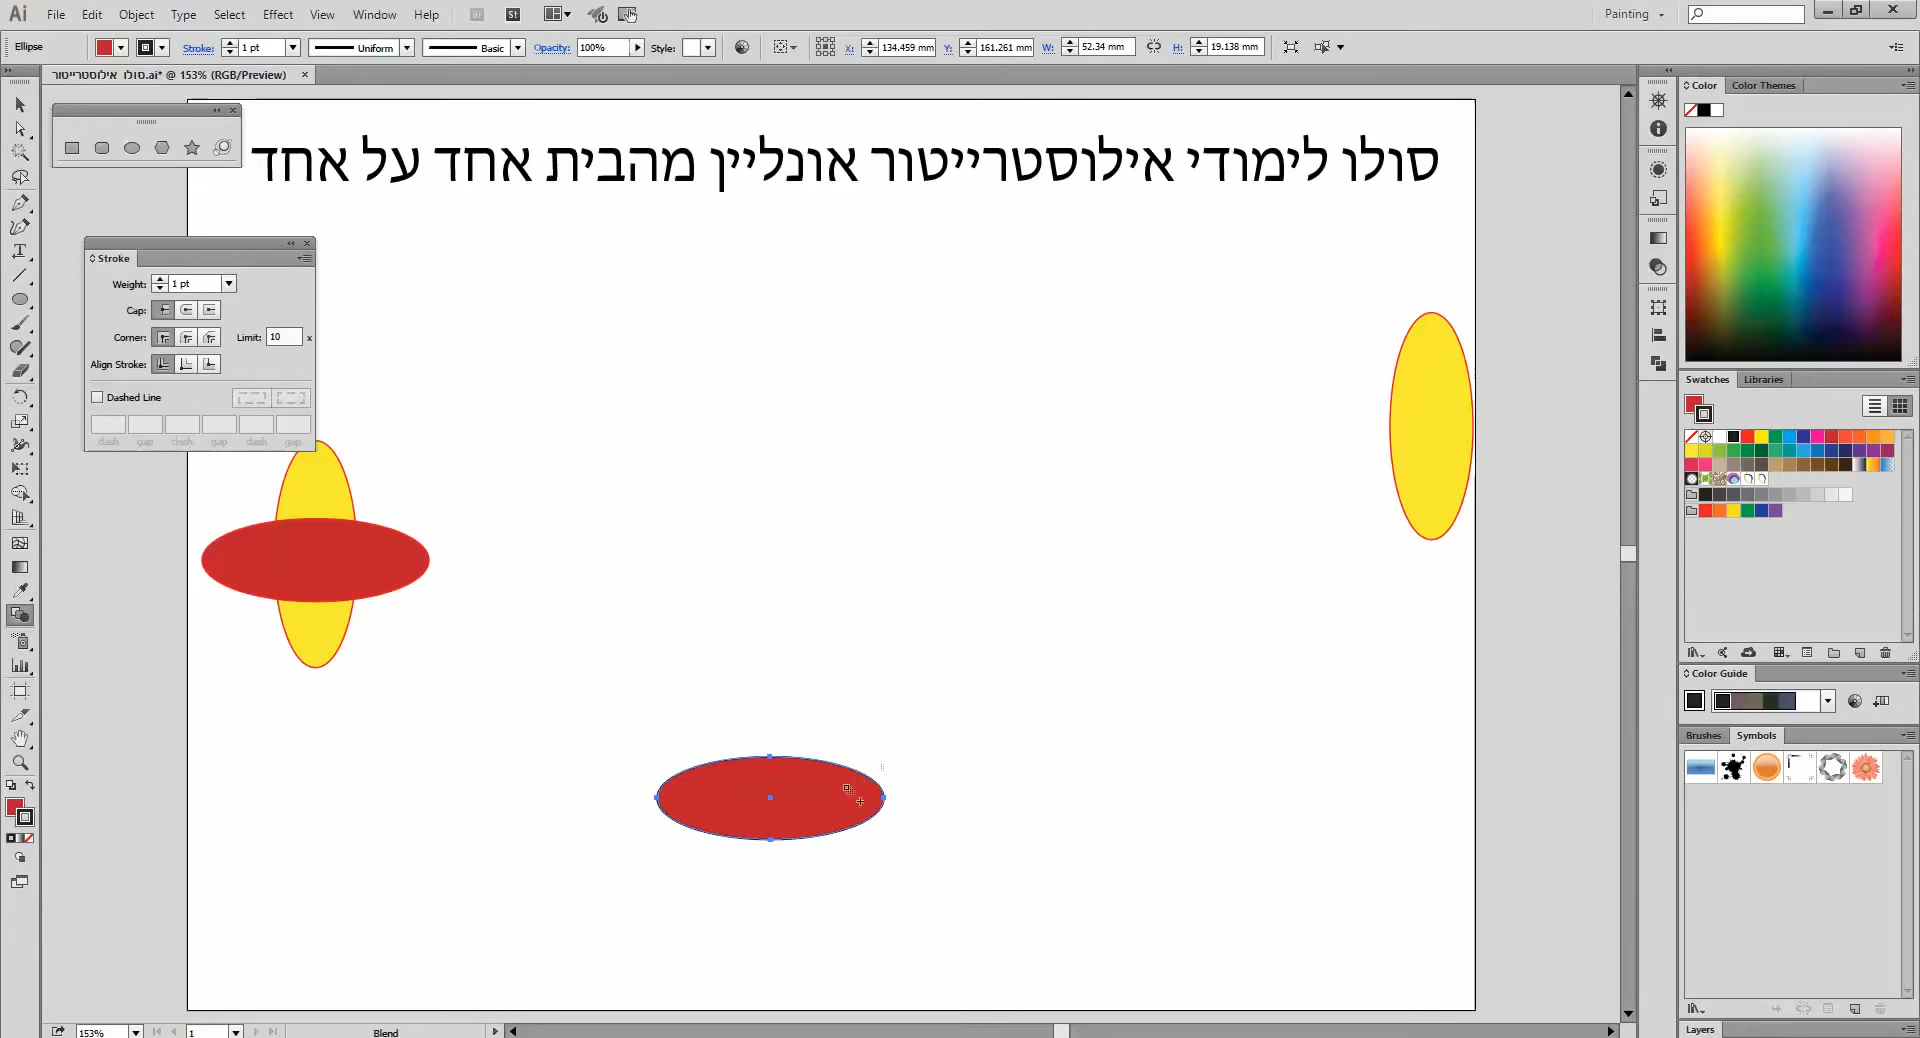 Ai File Edit Object Type Select Effect View Window Help Br St Painting
Ellipse Stroke: 1 pt Uniform Basic Opacity: 100% Style: X: 134.459 mm Y: 161.261 mm W: 52.34 mm H: 19.138 mm
סולו אילוסטרייטור.ai* @ 153% (RGB/Preview)
Color Color Themes
סולו לימודי אילוסטרייטור אונליין מהבית אחד על אחד
Stroke
Weight: 1 pt
Cap:
Corner: Limit: 10 x
Align Stroke:
Dashed Line
dash gap dash gap dash gap
Swatches Libraries
Color Guide
Brushes Symbols
Layers
153% 1 Blend